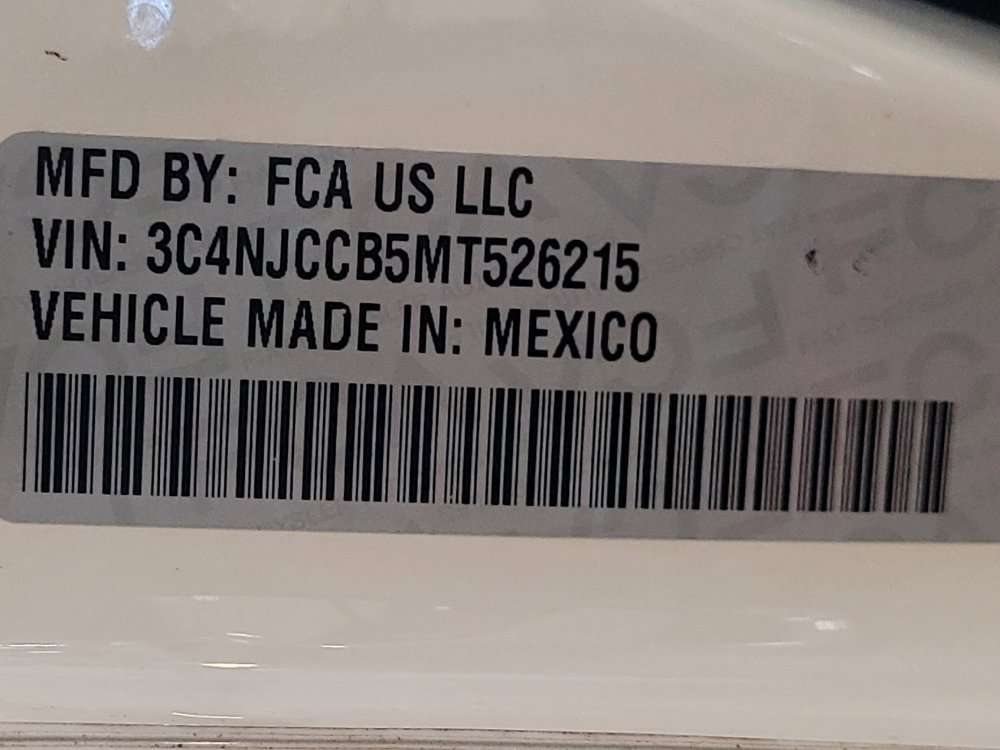 MFD BY: FCA US LLC
VIN: 3C4NJCCB5MT526215
VEHICLE MADE IN: MEXICO